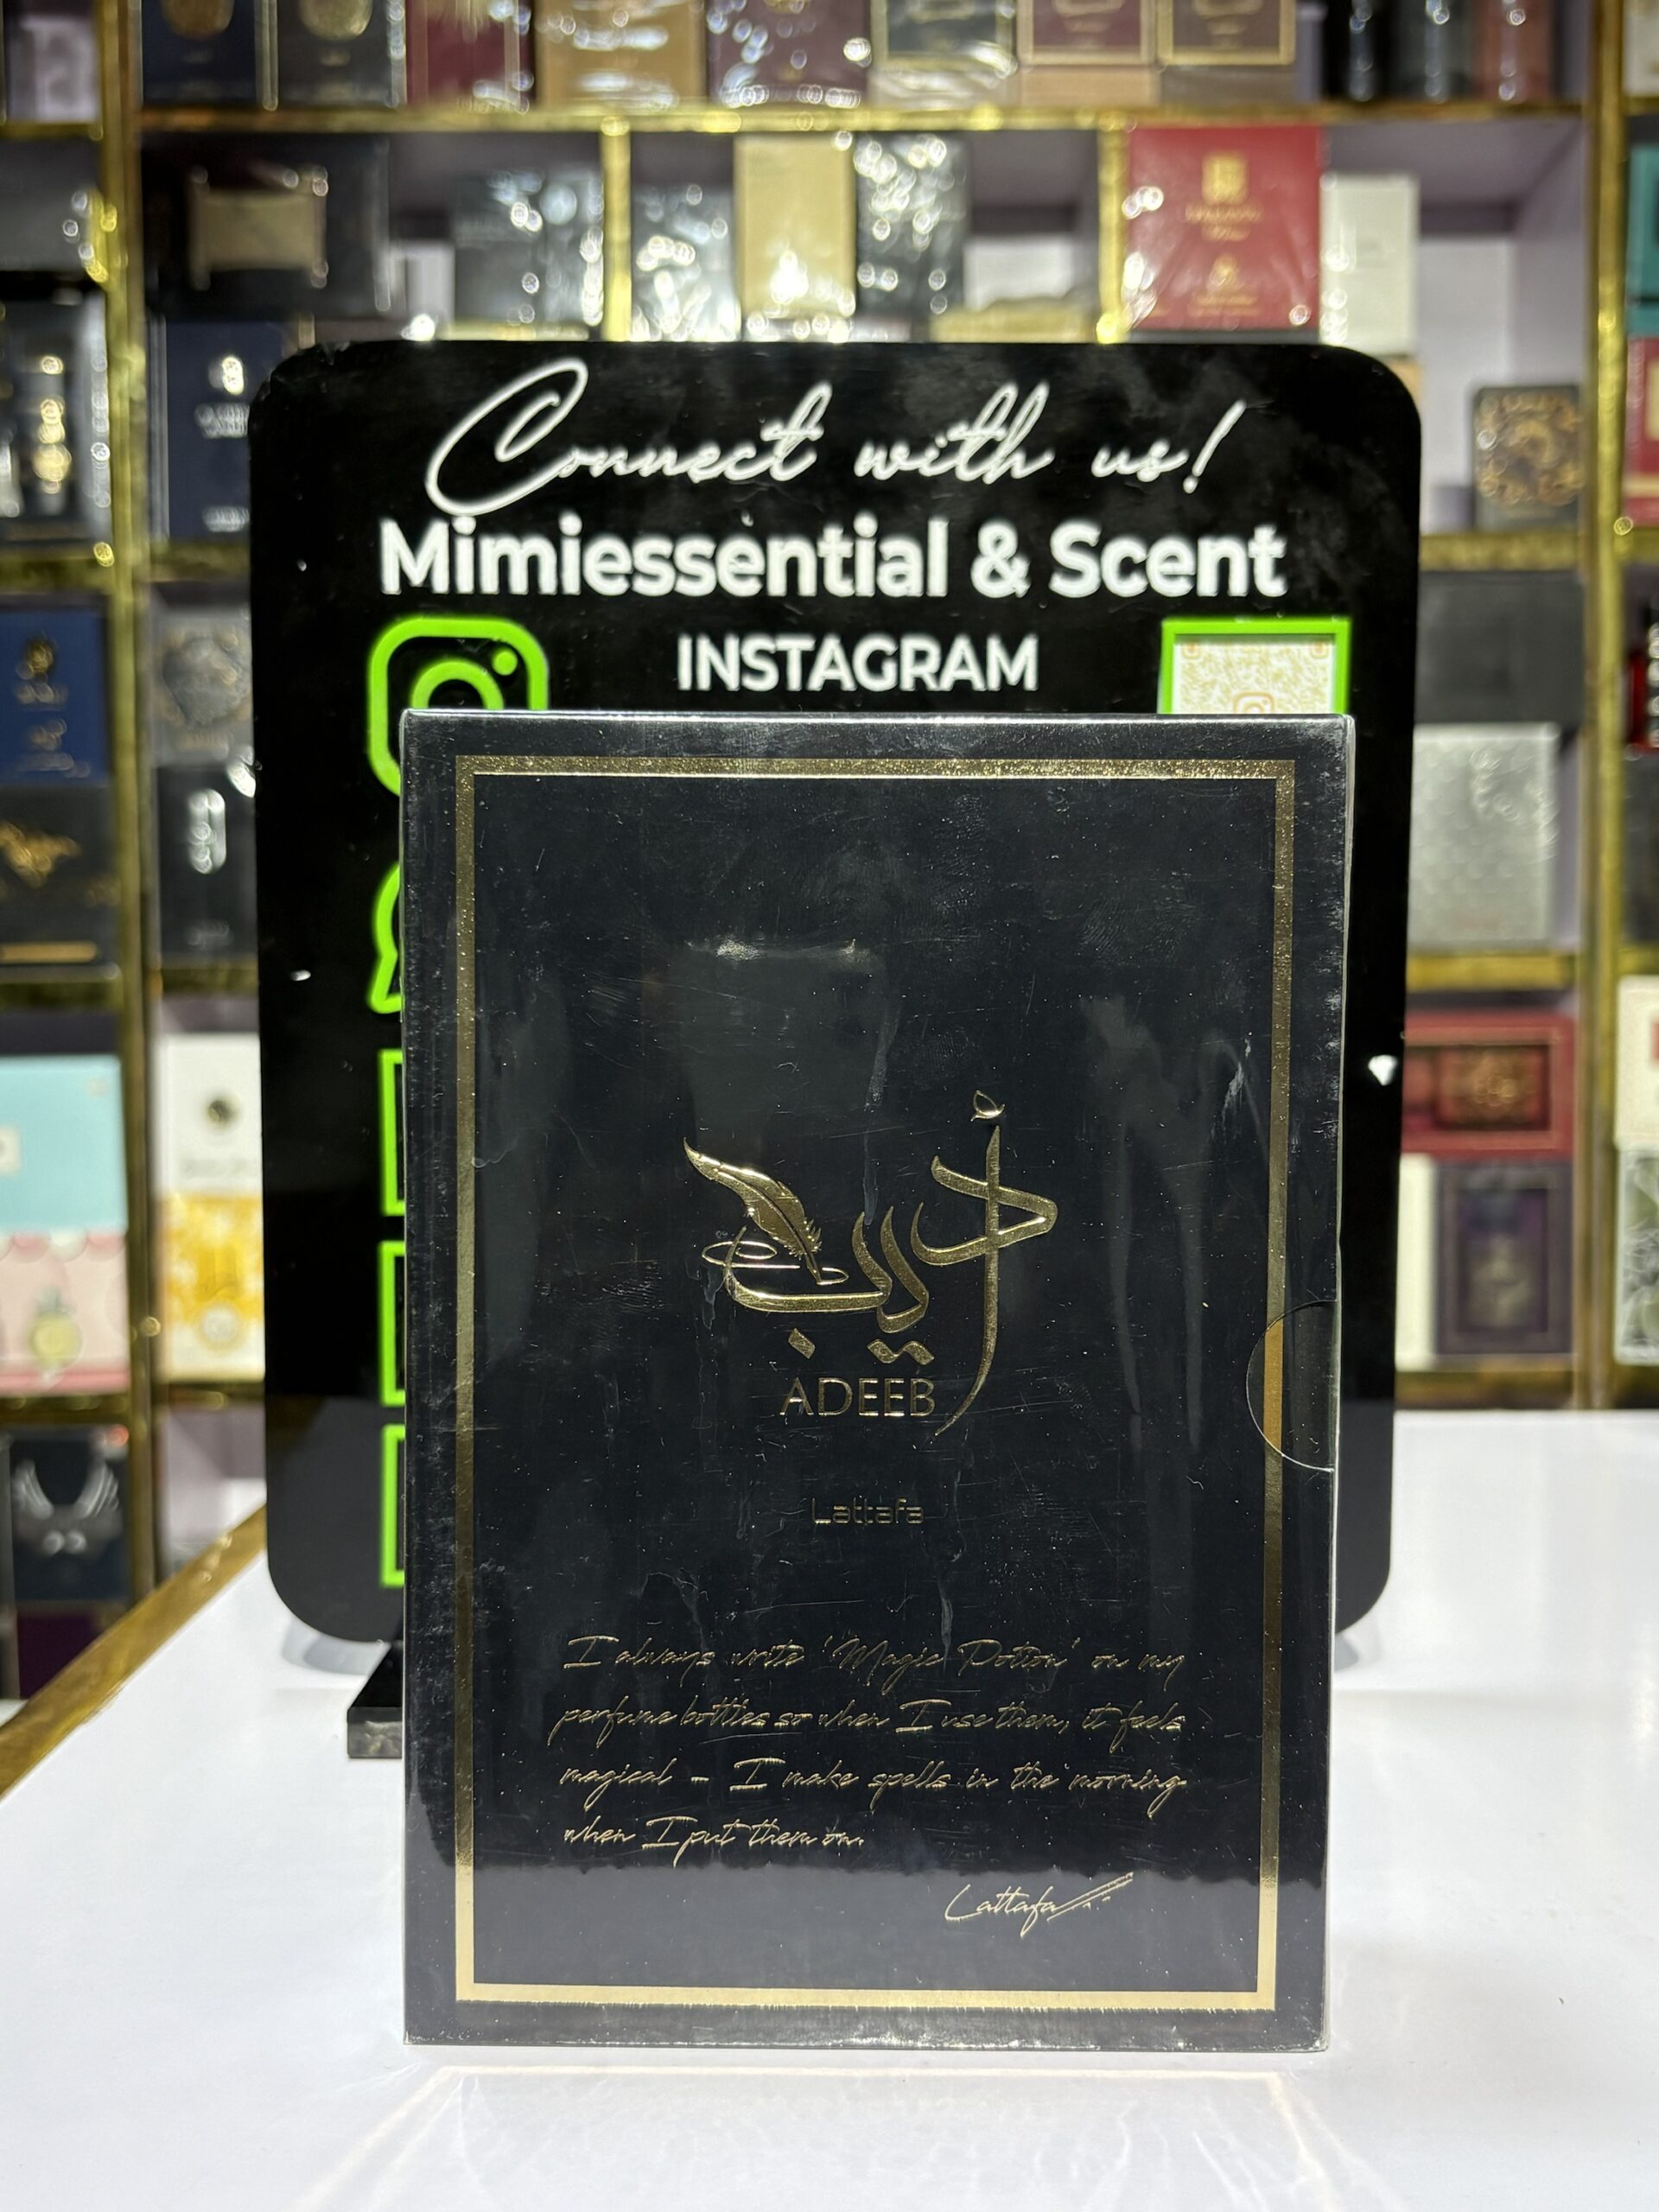 Connect with us!
Mimiessential & Scent
INSTAGRAM
أديب
ADEEB
Lattafa
I always write 'Magic Potion' on my
perfume bottles so when I use them, it feels
magical - I make spells in the morning
when I put them on.
Lattafa